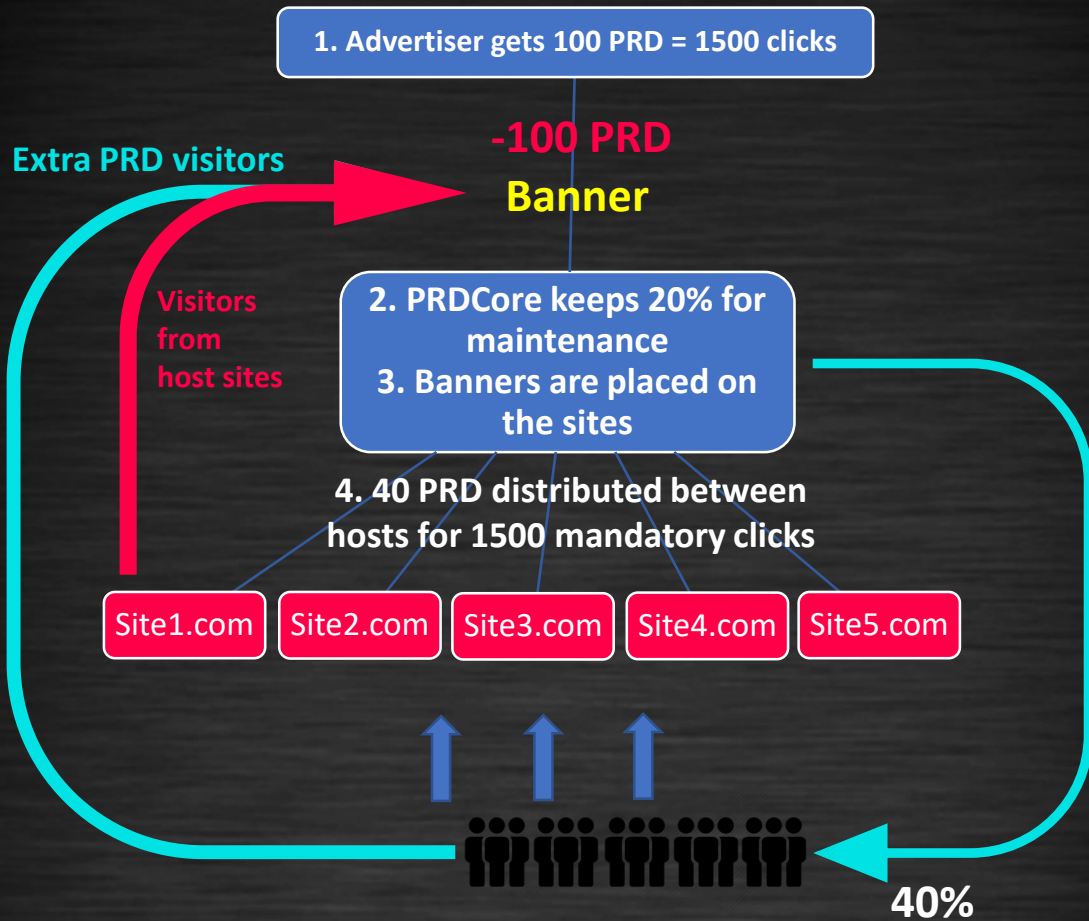 1. Advertiser gets 100 PRD = 1500 clicks
-100 PRD
Extra PRD visitors
Banner
Visitors
from
host sites
2. PRDCore keeps 20% for
maintenance
3. Banners are placed on
the sites
4. 40 PRD distributed between
hosts for 1500 mandatory clicks
Site1.com
Site2.com
Site3.com
Site4.com
Site5.com
40%